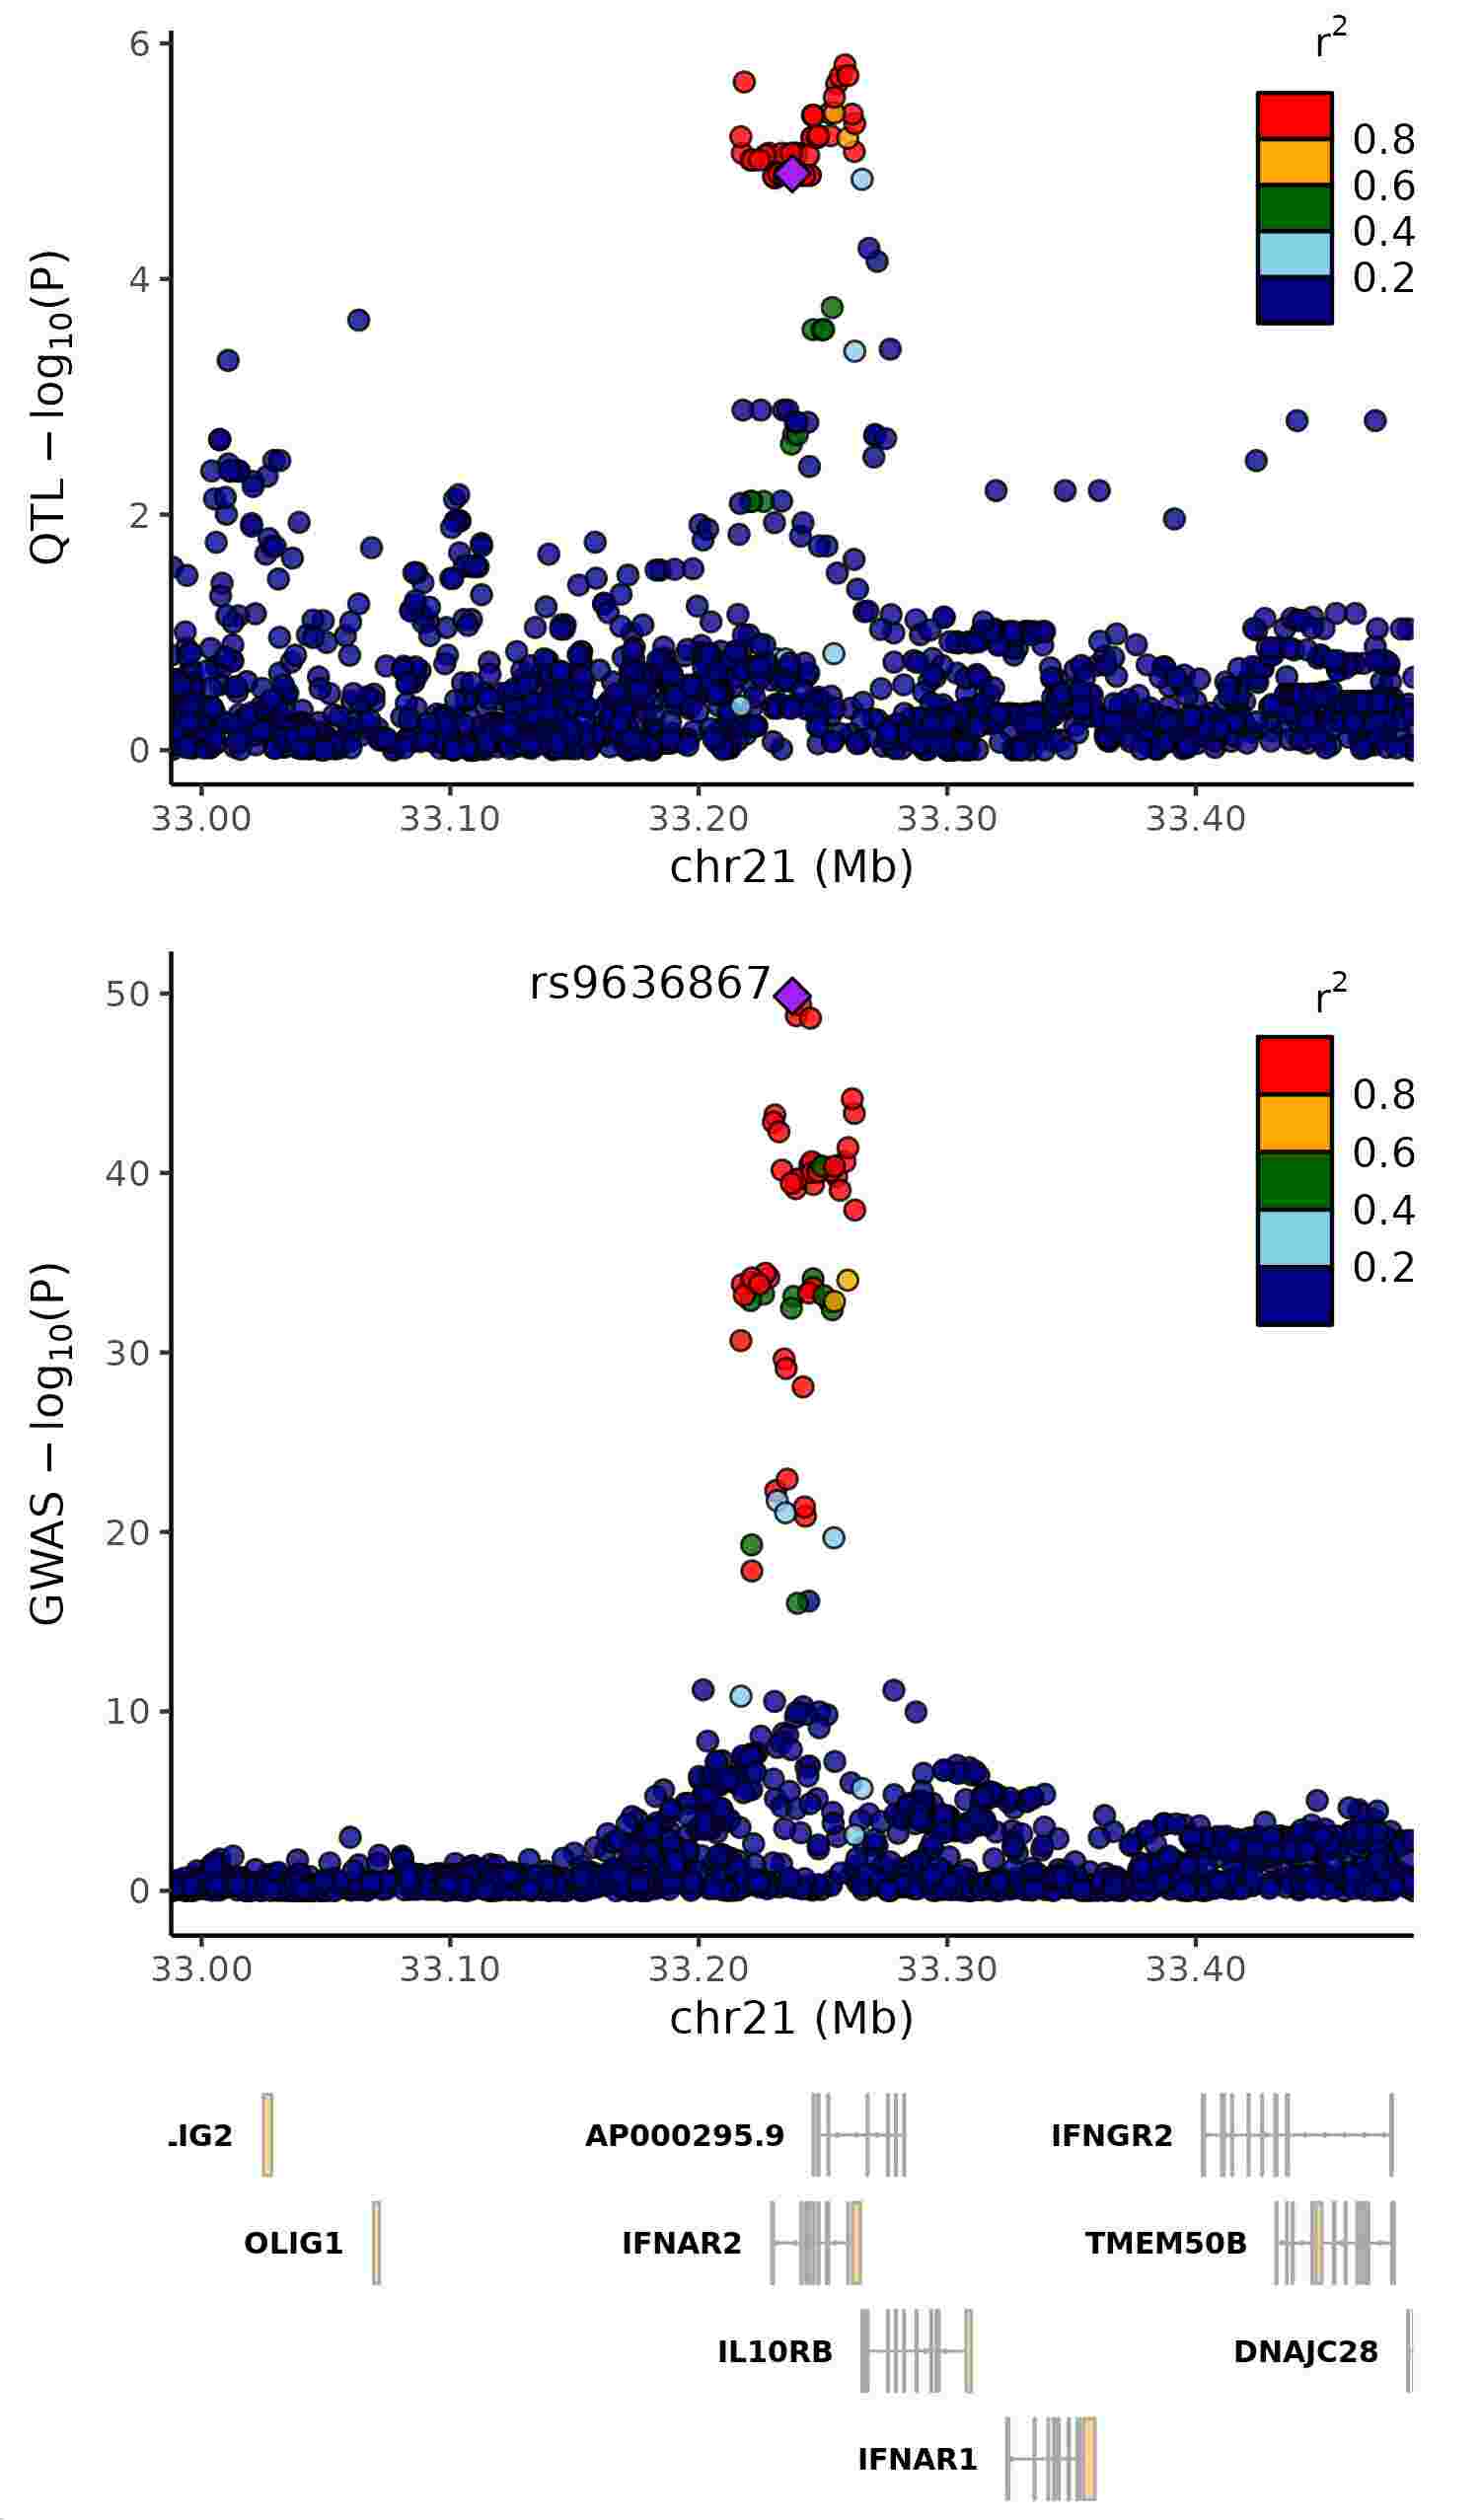 QTL − log10(P)
6
4
2
0
r2
0.8
0.6
0.4
0.2
33.00 33.10 33.20 33.30 33.40
chr21 (Mb)
GWAS − log10(P)
50
40
30
20
10
0
rs9636867
r2
0.8
0.6
0.4
0.2
33.00 33.10 33.20 33.30 33.40
chr21 (Mb)
.IG2 AP000295.9 IFNGR2
OLIG1 IFNAR2 TMEM50B
IL10RB DNAJC28
IFNAR1